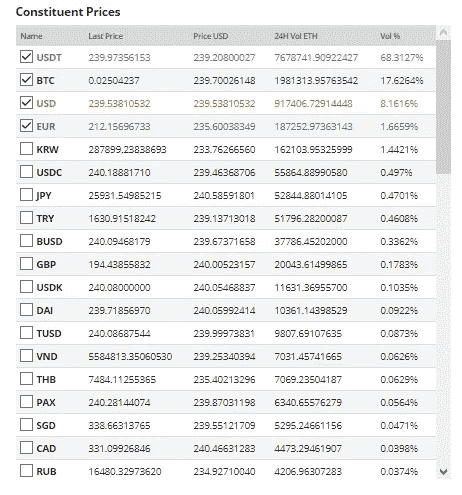 Constituent Prices
Name Last Price Price USD 24H Vol ETH Vol %
USDT 239.97356153 239.20800027 7678741.90922427 68.3127%
BTC 0.02504237 239.70026148 1981313.95763542 17.6264%
USD 239.53810532 239.53810532 917406.72914448 8.1616%
EUR 212.15696733 235.60038349 187252.97363143 1.6659%
KRW 287899.23838693 233.76266560 162103.95325999 1.4421%
USDC 240.18881710 239.46368706 55864.88990580 0.497%
JPY 25931.54985215 240.58591801 52844.88014105 0.4701%
TRY 1630.91518242 239.13713018 51796.28200087 0.4608%
BUSD 240.09468179 239.67371658 37786.45202000 0.3362%
GBP 194.43855832 240.00523157 20043.61499865 0.1783%
USDK 240.08000000 240.05468837 11631.36955700 0.1035%
DAI 239.71856970 240.05992414 10361.14398529 0.0922%
TUSD 240.08687544 239.99973831 9807.69107635 0.0873%
VND 5584813.35060530 239.25340394 7031.45741665 0.0626%
THB 7484.11255365 235.40213296 7069.23504187 0.0629%
PAX 240.28144074 239.87031198 6340.65576279 0.0564%
SGD 338.66313765 239.55121709 5295.24661156 0.0471%
CAD 331.09926846 240.46631283 4473.29461907 0.0398%
RUB 16480.32973620 234.92710040 4206.96307283 0.0374%